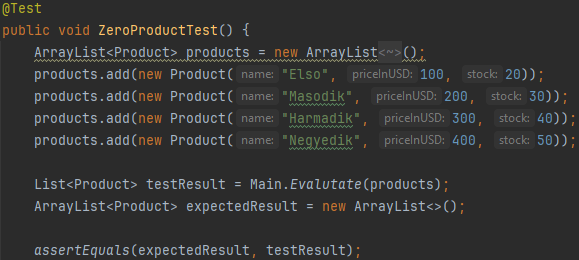 @Test
public void ZeroProductTest() {
ArrayList<Product> products = new ArrayList<~>();
products.add(new Product( name: "Elso", priceInUSD: 100, stock: 20));
products.add(new Product( name: "Masodik", priceInUSD: 200, stock: 30));
products.add(new Product( name: "Harmadik", priceInUSD: 300, stock: 40));
products.add(new Product( name: "Negyedik", priceInUSD: 400, stock: 50));
List<Product> testResult = Main.Evalutate(products);
ArrayList<Product> expectedResult = new ArrayList<>();
assertEquals(expectedResult, testResult);